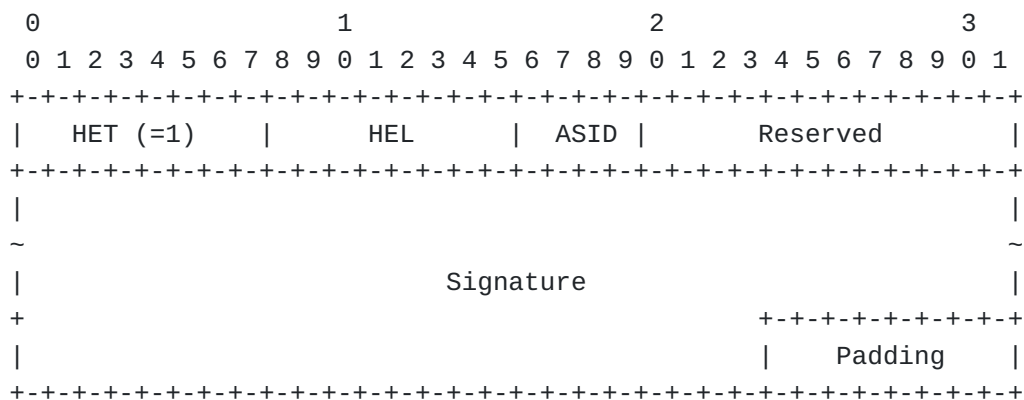 0                   1                   2                   3
 0 1 2 3 4 5 6 7 8 9 0 1 2 3 4 5 6 7 8 9 0 1 2 3 4 5 6 7 8 9 0 1
+-+-+-+-+-+-+-+-+-+-+-+-+-+-+-+-+-+-+-+-+-+-+-+-+-+-+-+-+-+-+-+-+
|   HET (=1)    |      HEL      |  ASID |       Reserved        |
+-+-+-+-+-+-+-+-+-+-+-+-+-+-+-+-+-+-+-+-+-+-+-+-+-+-+-+-+-+-+-+-+
|                                                               |
~                                                               ~
|                           Signature                           |
+                                               +-+-+-+-+-+-+-+-+
|                                               |    Padding    |
+-+-+-+-+-+-+-+-+-+-+-+-+-+-+-+-+-+-+-+-+-+-+-+-+-+-+-+-+-+-+-+-+